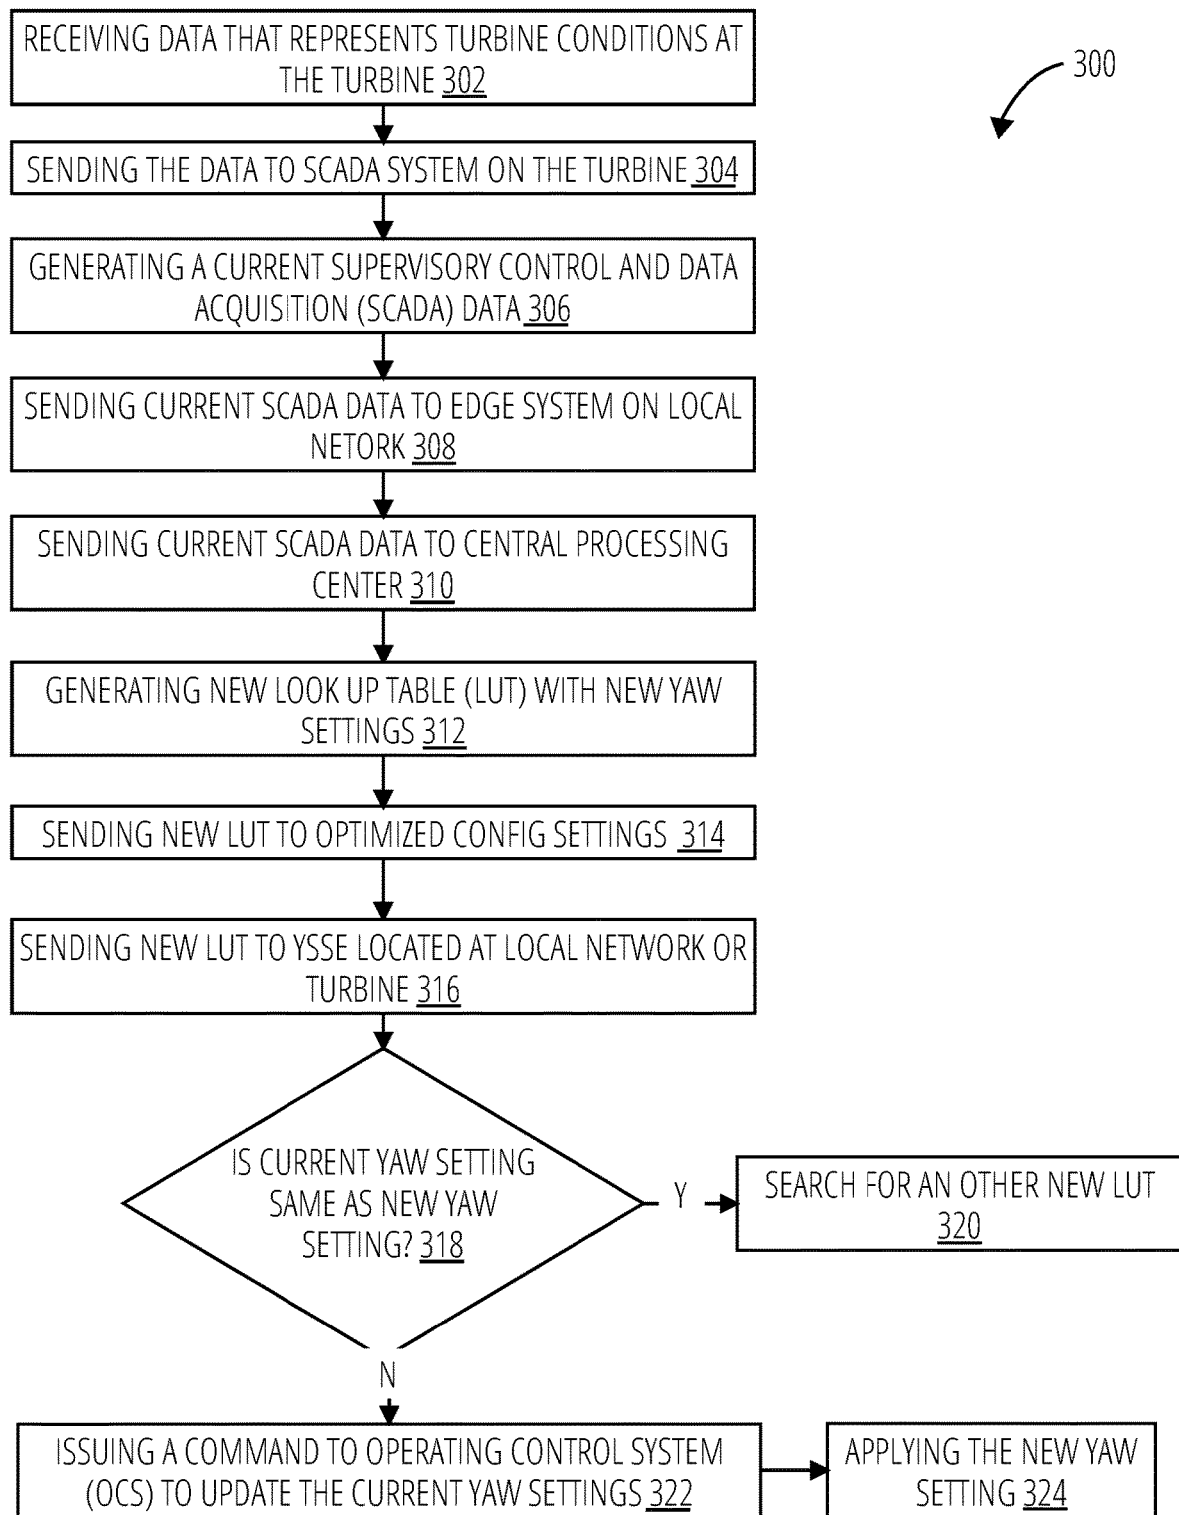 RECEIVING DATA THAT REPRESENTS TURBINE CONDITIONS AT
THE TURBINE 302
300
SENDING THE DATA TO SCADA SYSTEM ON THE TURBINE 304
GENERATING A CURRENT SUPERVISORY CONTROL AND DATA
ACQUISITION (SCADA) DATA 306
SENDING CURRENT SCADA DATA TO EDGE SYSTEM ON LOCAL
NETORK 308
SENDING CURRENT SCADA DATA TO CENTRAL PROCESSING
CENTER 310
GENERATING NEW LOOK UP TABLE (LUT) WITH NEW YAW
SETTINGS 312
SENDING NEW LUT TO OPTIMIZED CONFIG SETTINGS 314
SENDING NEW LUT TO YSSE LOCATED AT LOCAL NETWORK OR
TURBINE 316
IS CURRENT YAW SETTING
SAME AS NEW YAW
SETTING? 318
Y
SEARCH FOR AN OTHER NEW LUT
320
N
ISSUING A COMMAND TO OPERATING CONTROL SYSTEM
(OCS) TO UPDATE THE CURRENT YAW SETTINGS 322
APPLYING THE NEW YAW
SETTING 324